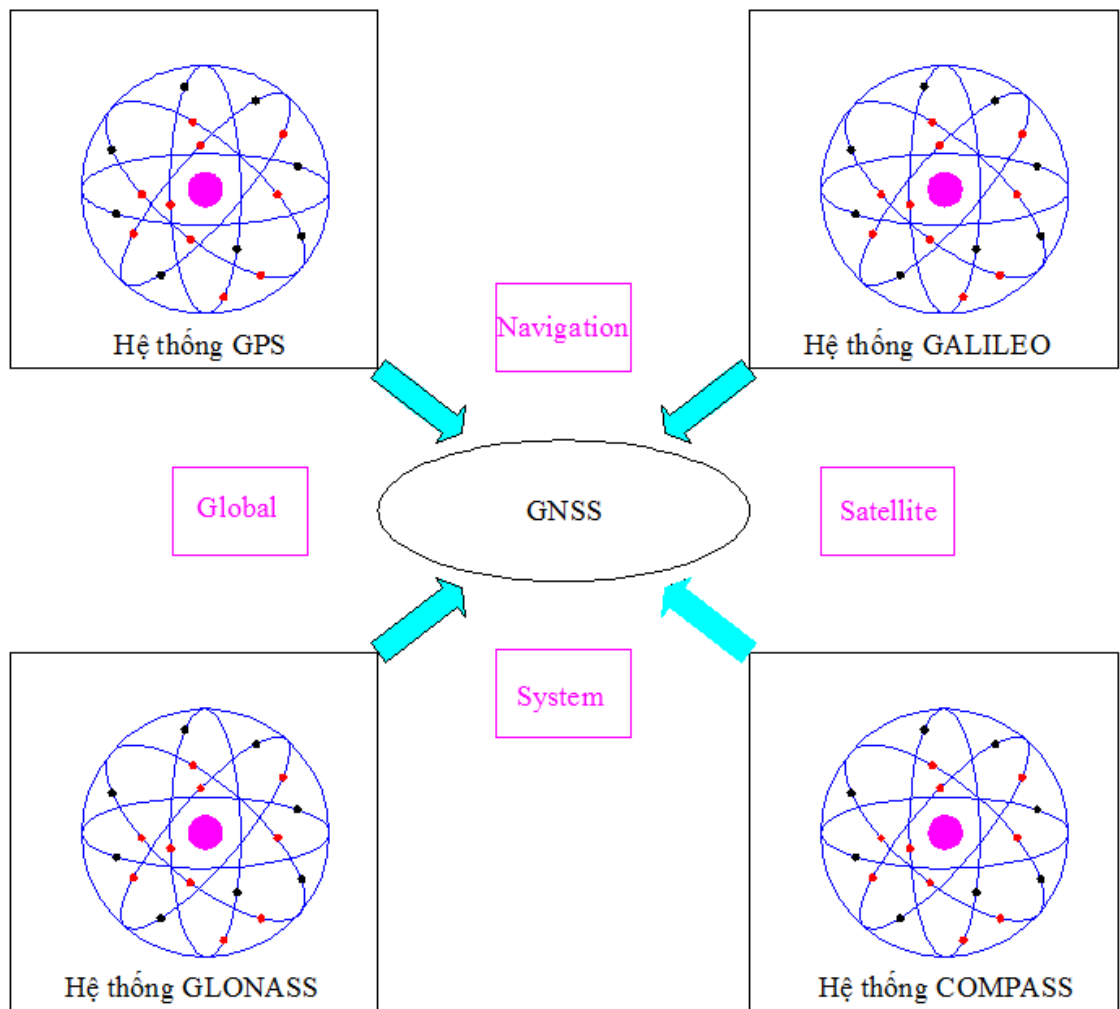 Hệ thống GPS
Navigation
Hệ thống GALILEO
Global
GNSS
Satellite
System
Hệ thống GLONASS
Hệ thống COMPASS